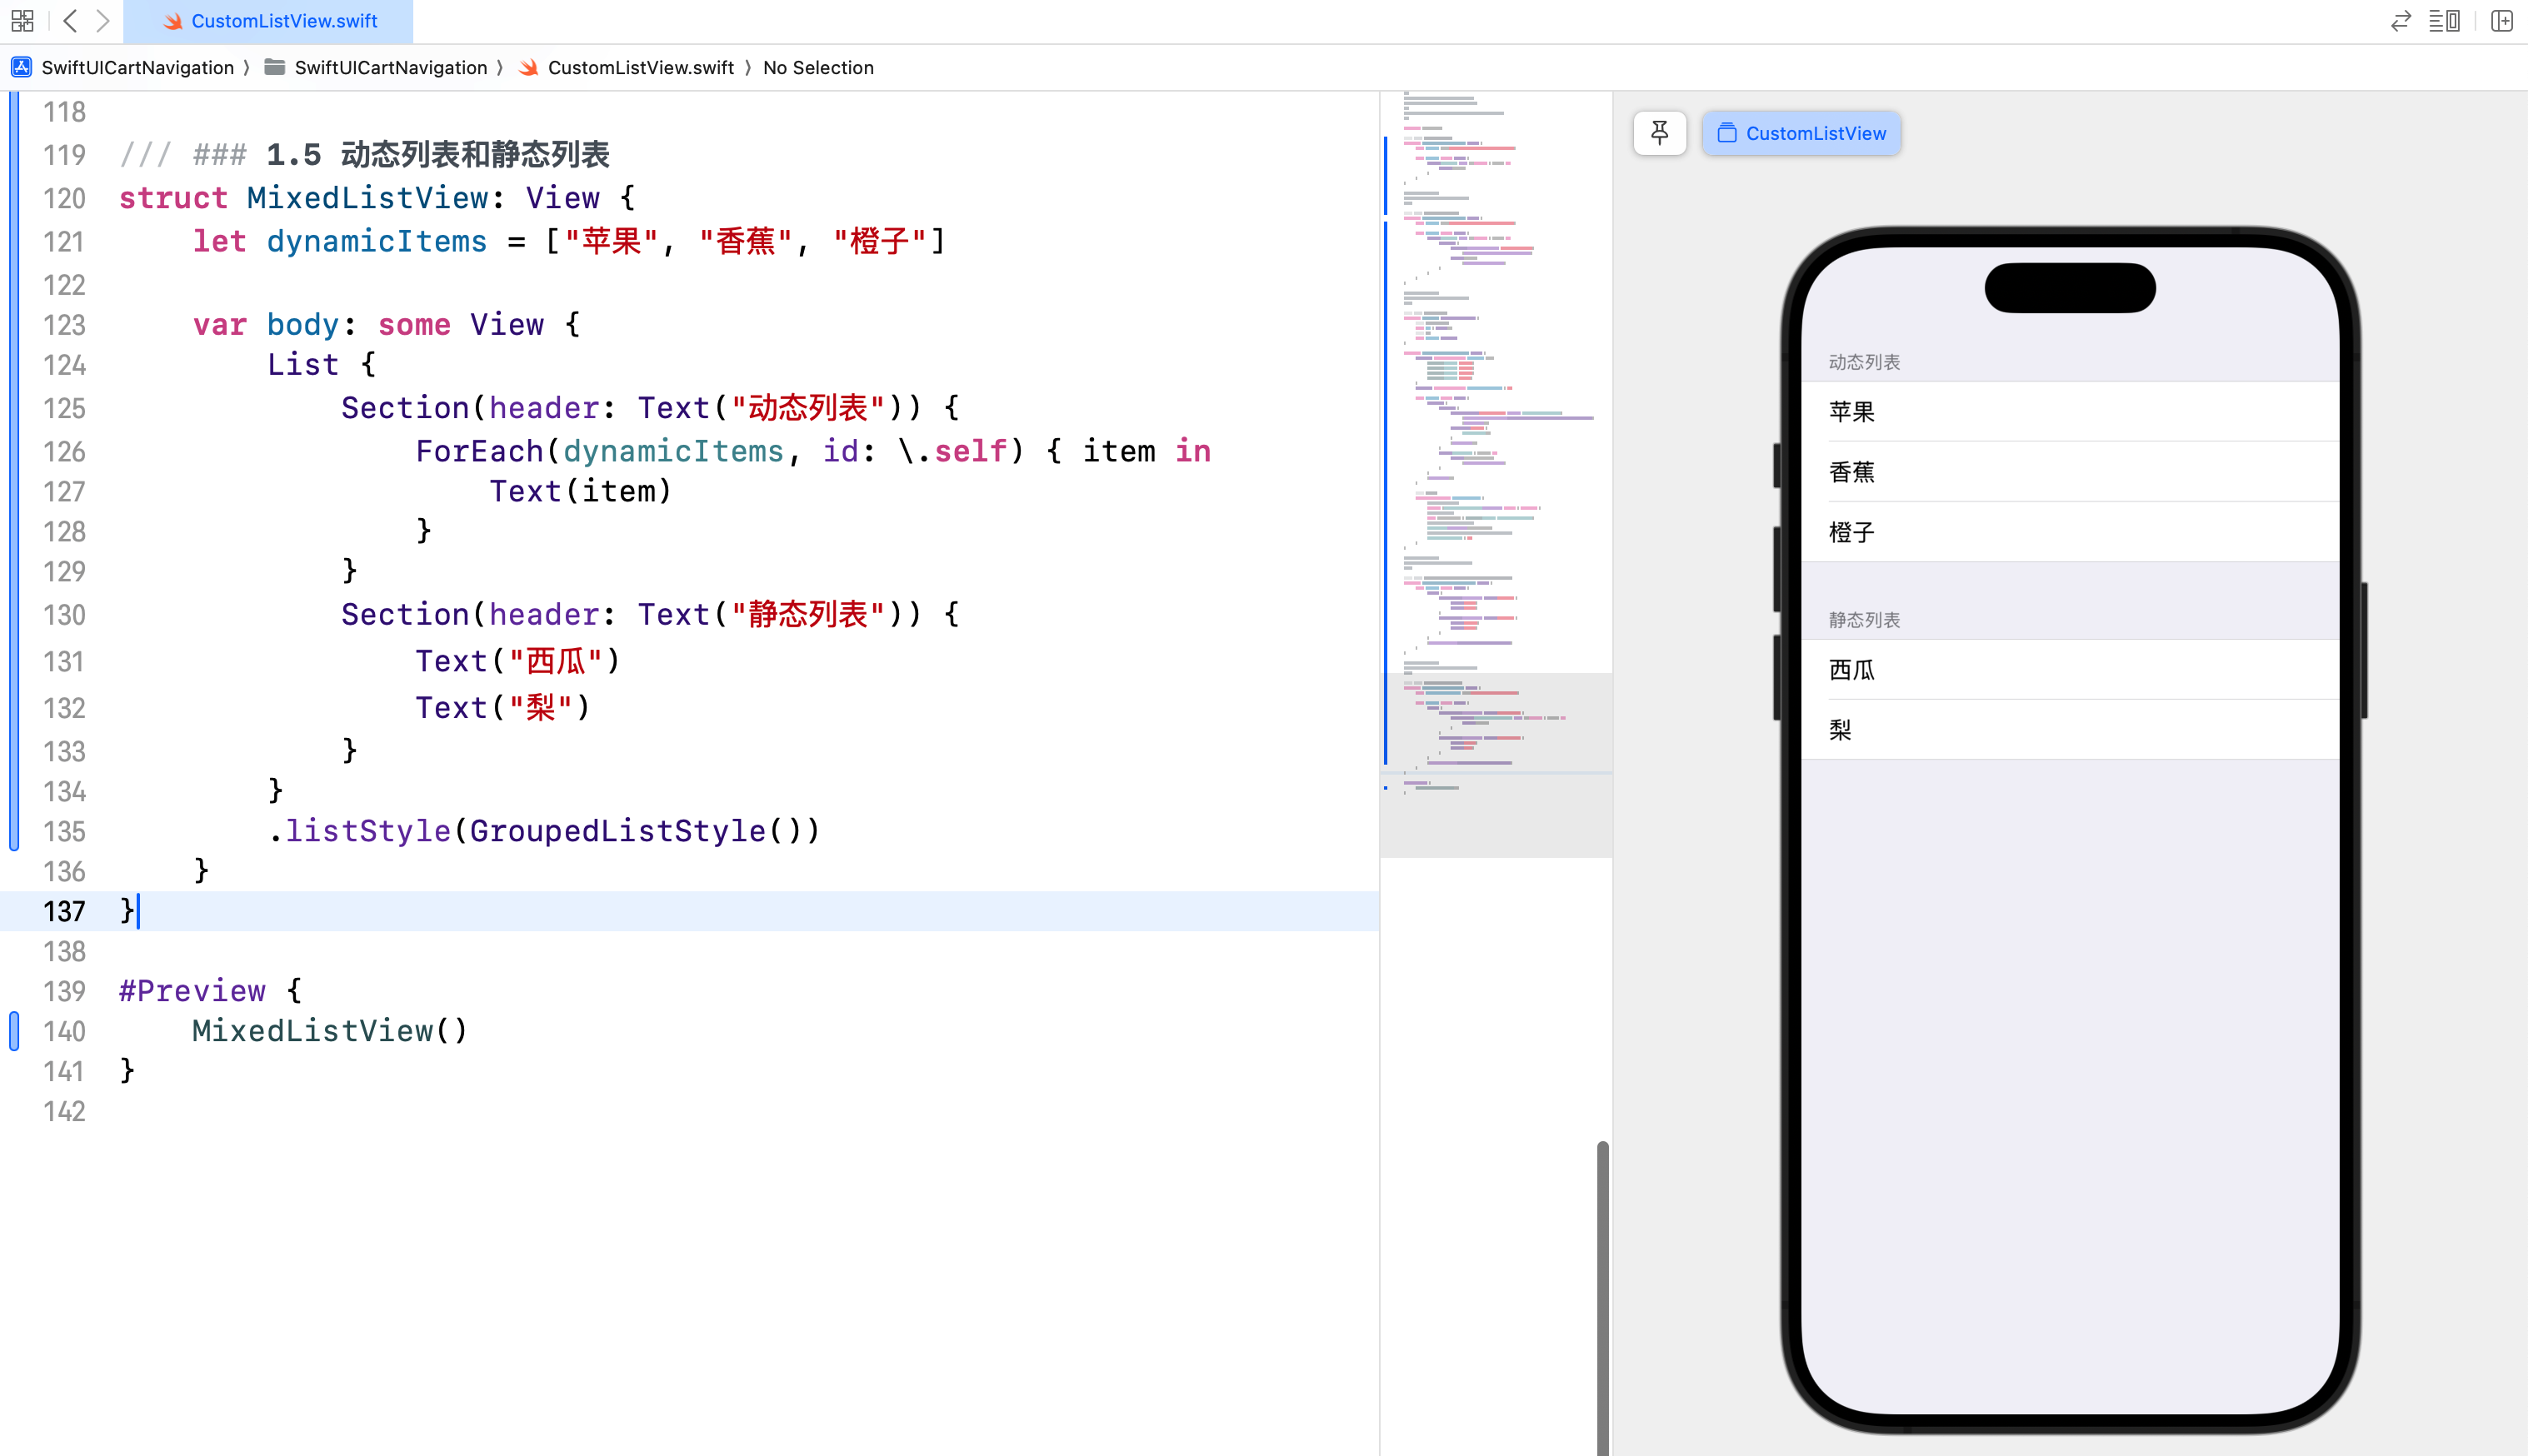 CustomListView.swift
SwiftUICartNavigation 〉 SwiftUICartNavigation 〉 CustomListView.swift 〉 No Selection
118
119 /// ### 1.5 动态列表和静态列表
120 struct MixedListView: View {
121 let dynamicItems = ["苹果", "香蕉", "橙子"]
122
123 var body: some View {
124 List {
125 Section(header: Text("动态列表")) {
126 ForEach(dynamicItems, id: \.self) { item in
127 Text(item)
128 }
129 }
130 Section(header: Text("静态列表")) {
131 Text("西瓜")
132 Text("梨")
133 }
134 }
135 .listStyle(GroupedListStyle())
136 }
137 }
138
139 #Preview {
140 MixedListView()
141 }
142
CustomListView
动态列表
苹果
香蕉
橙子
静态列表
西瓜
梨